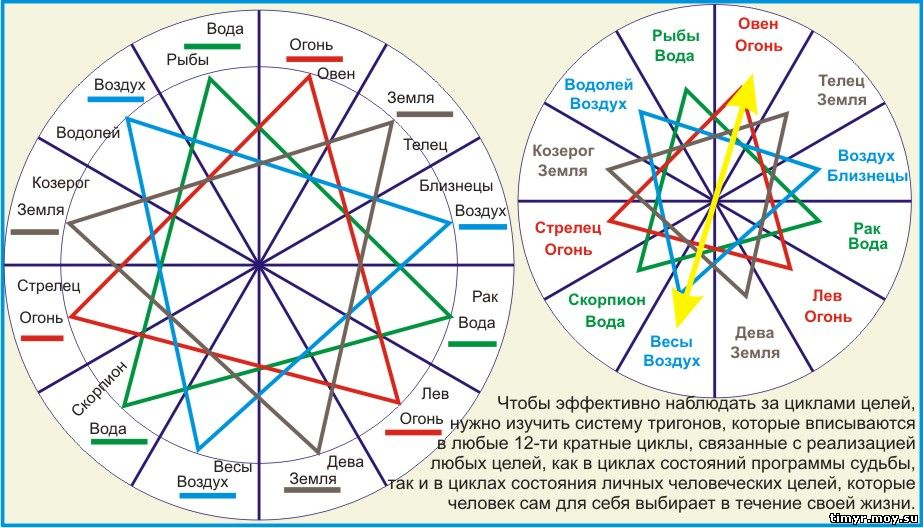 Вода
Рыбы
Огонь
Овен
Земля
Телец
Близнецы
Воздух
Рак
Вода
Лев
Огонь
Дева
Земля
Весы
Воздух
Скорпион
Вода
Стрелец
Огонь
Козерог
Земля
Воздух
Водолей
Овен
Огонь
Телец
Земля
Воздух
Близнецы
Рак
Вода
Лев
Огонь
Дева
Земля
Весы
Воздух
Скорпион
Вода
Стрелец
Огонь
Козерог
Земля
Водолей
Воздух
Рыбы
Вода
Чтобы эффективно наблюдать за циклами целей,
нужно изучить систему тригонов, которые вписываются
в любые 12-ти кратные циклы, связанные с реализацией
любых целей, как в циклах состояний программы судьбы,
так и в циклах состояния личных человеческих целей, которые
человек сам для себя выбирает в течение своей жизни.
timyr.moy.su